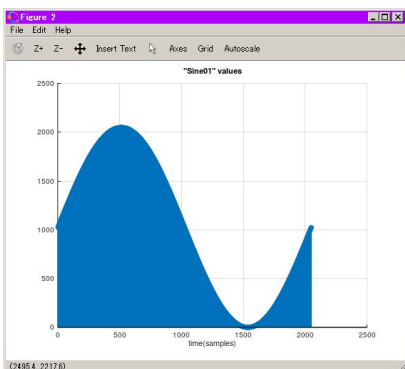 Figure 2
File Edit Help
Z+ Z- Insert Text Axes Grid Autoscale
"Sine01" values
2500
2000
1500
1000
500
0
0 500 1000 1500 2000 2500
time(samples)
(2495.4, 2217.6)